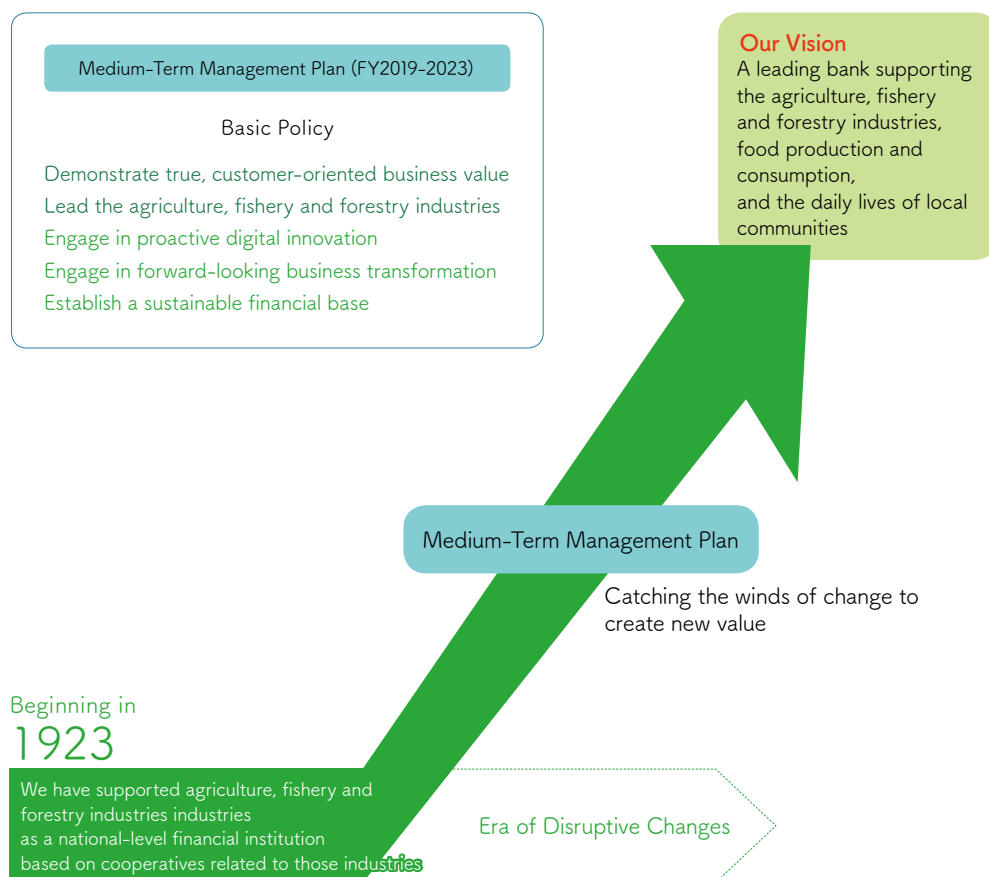 Medium-Term Management Plan (FY2019-2023)
Basic Policy
Demonstrate true, customer-oriented business value
Lead the agriculture, fishery and forestry industries
Engage in proactive digital innovation
Engage in forward-looking business transformation
Establish a sustainable financial base
Our Vision
A leading bank supporting
the agriculture, fishery
and forestry industries,
food production and
consumption,
and the daily lives of local
communities
Medium-Term Management Plan
Catching the winds of change to
create new value
Beginning in
1923
We have supported agriculture, fishery and
forestry industries industries
as a national-level financial institution
based on cooperatives related to those industries
Era of Disruptive Changes